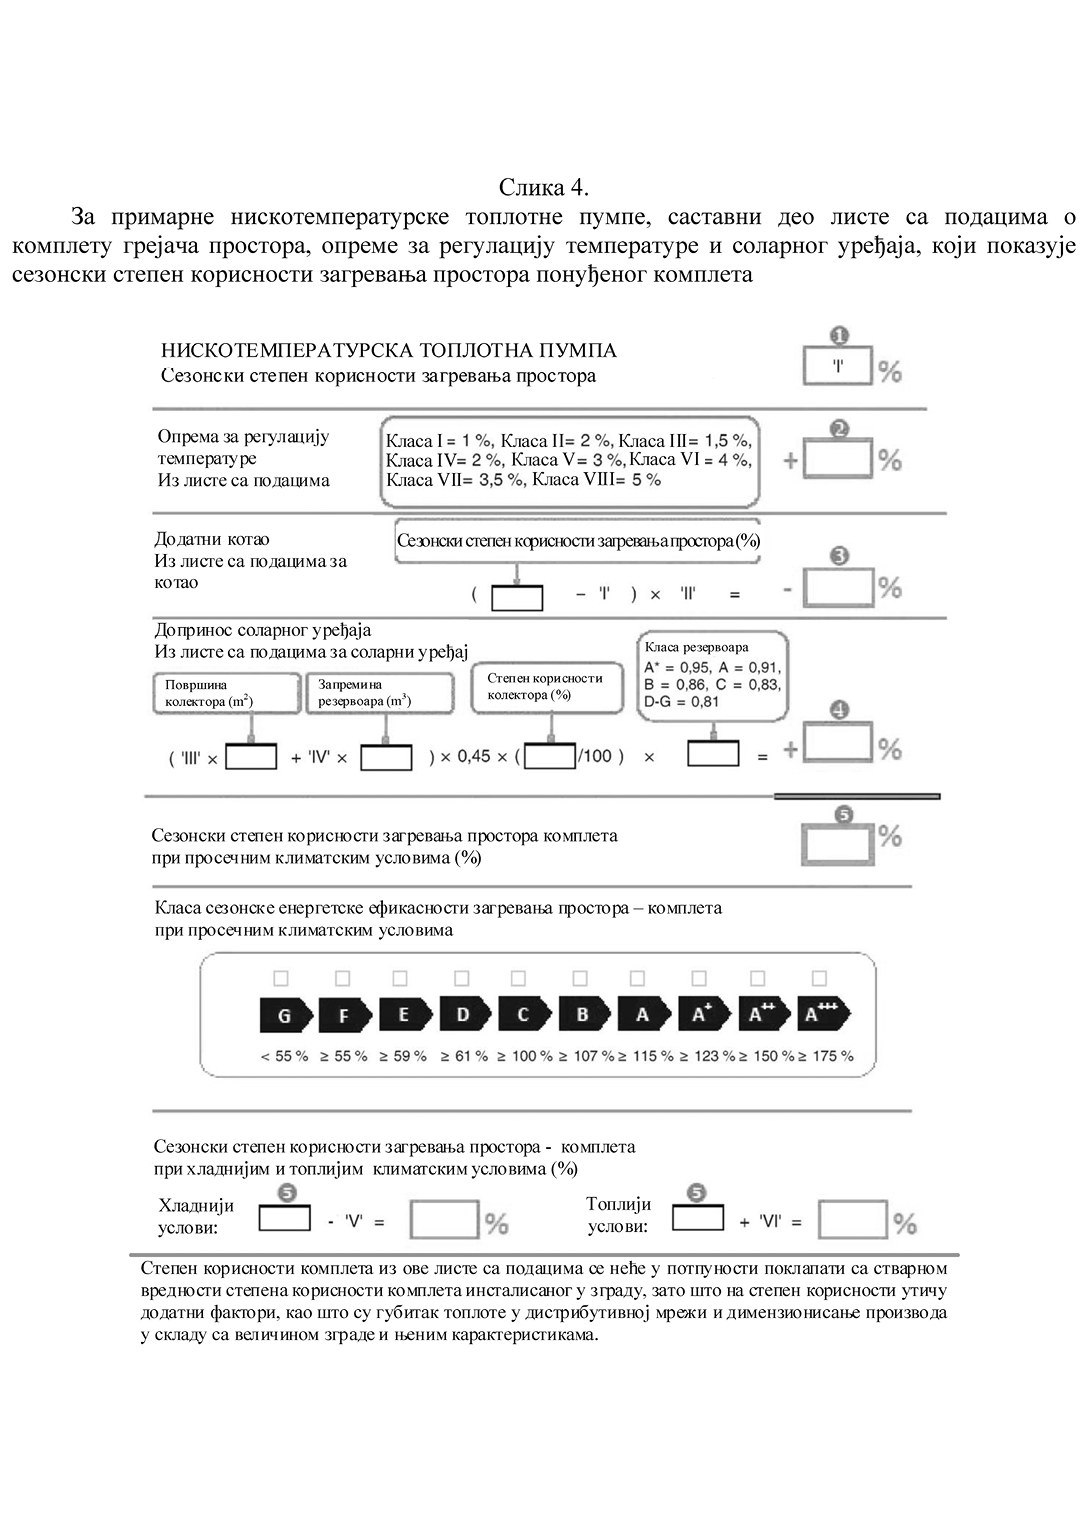 Слика 4.
За примарне нискотемпературске топлотне пумпе, саставни део листе са подацима о
комплету грејача простора, опреме за регулацију температуре и соларног уређаја, који показује
сезонски степен корисности загревања простора понуђеног комплета
НИСКОТЕМПЕРАТУРСКА ТОПЛОТНА ПУМПА
Сезонски степен корисности загревања простора
1
'I' %
Опрема за регулацију
температуре
Из листе са подацима
Класа I = 1 %, Класа II= 2 %, Класа III= 1,5 %,
Класа IV= 2 %, Класа V= 3 %, Класа VI = 4 %,
Класа VII= 3,5 %, Класа VIII= 5 %
2
+ %
Додатни котао
Из листе са подацима за
котао
Сезонски степен корисности загревања простора (%)
( − 'I' ) × 'II' =
3
- %
Допринос соларног уређаја
Из листе са подацима за соларни уређај
Површина
колектора (m²)
Запремина
резервоара (m³)
Степен корисности
колектора (%)
Класа резервоара
A* = 0,95, A = 0,91,
B = 0,86, C = 0,83,
D-G = 0,81
( 'III' × + 'IV' × ) × 0,45 × ( /100 ) × =
4
+ %
Сезонски степен корисности загревања простора комплета
при просечним климатским условима (%)
5
%
Класа сезонске енергетске ефикасности загревања простора – комплета
при просечним климатским условима
G F E D C B A A⁺ A⁺⁺ A⁺⁺⁺
< 55 % ≥ 55 % ≥ 59 % ≥ 61 % ≥ 100 % ≥ 107 % ≥ 115 % ≥ 123 % ≥ 150 % ≥ 175 %
Сезонски степен корисности загревања простора - комплета
при хладнијим и топлијим климатским условима (%)
Хладнији
услови:
5
- 'V' = %
Топлији
услови:
5
+ 'VI' = %
Степен корисности комплета из ове листе са подацима се неће у потпуности поклапати са стварном
вредности степена корисности комплета инсталисаног у зграду, зато што на степен корисности утичу
додатни фактори, као што су губитак топлоте у дистрибутивној мрежи и димензионисање производа
у складу са величином зграде и њеним карактеристикама.